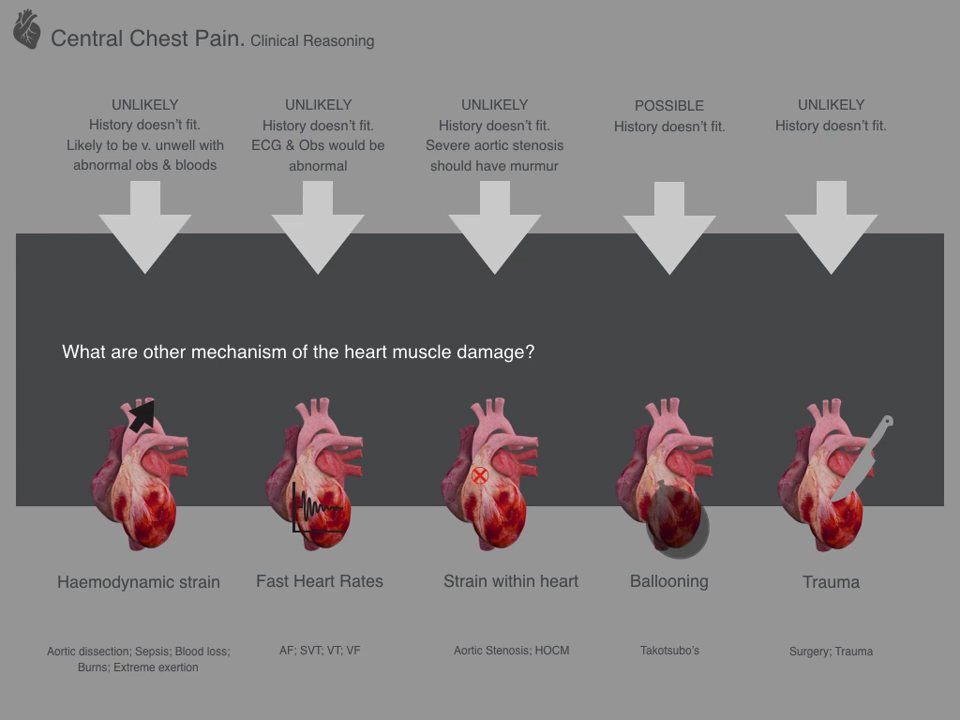 Central Chest Pain. Clinical Reasoning
UNLIKELY
History doesn't fit.
Likely to be v. unwell with
abnormal obs & bloods
UNLIKELY
History doesn't fit.
ECG & Obs would be
abnormal
UNLIKELY
History doesn't fit.
Severe aortic stenosis
should have murmur
POSSIBLE
History doesn't fit.
UNLIKELY
History doesn't fit.
What are other mechanism of the heart muscle damage?
Haemodynamic strain
Fast Heart Rates
Strain within heart
Ballooning
Trauma
Aortic dissection; Sepsis; Blood loss;
Burns; Extreme exertion
AF; SVT; VT; VF
Aortic Stenosis; HOCM
Takotsubo's
Surgery; Trauma